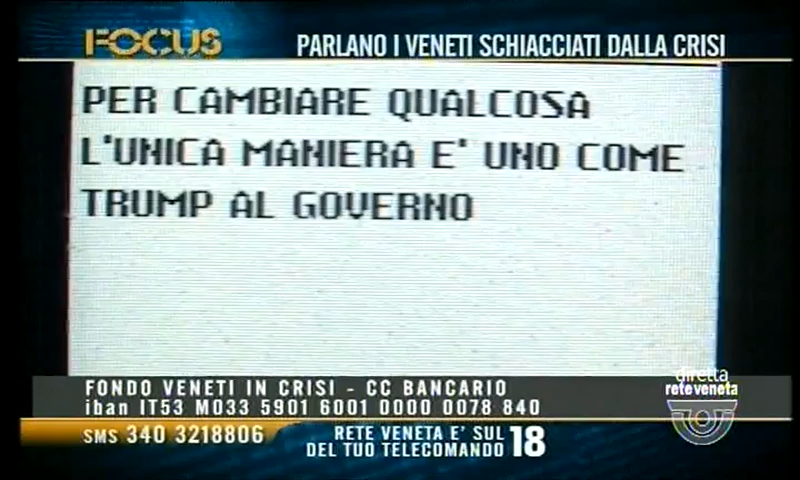 FOCUS
PARLANO I VENETI SCHIACCIATI DALLA CRISI
PER CAMBIARE QUALCOSA
L'UNICA MANIERA E' UNO COME
TRUMP AL GOVERNO
diretta
reteveneta
FONDO VENETI IN CRISI - CC BANCARIO
iban IT53 M033 5901 6001 0000 0078 840
SMS 340 3218806
RETE VENETA E' SUL 18
DEL TUO TELECOMANDO